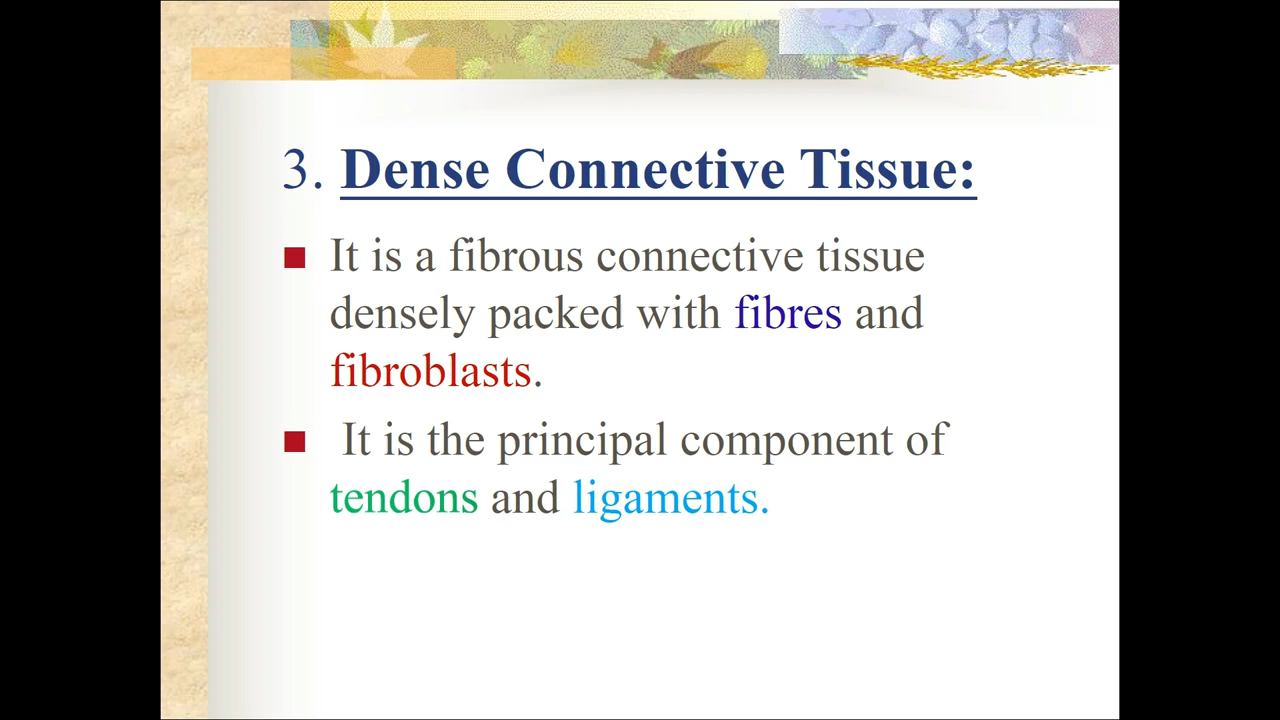 3. Dense Connective Tissue:
It is a fibrous connective tissue
densely packed with fibres and
fibroblasts.
It is the principal component of
tendons and ligaments.